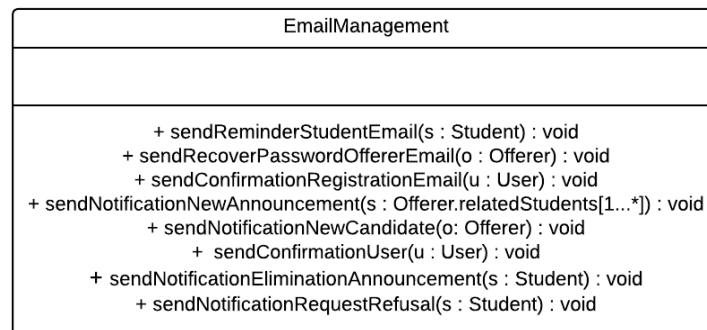 EmailManagement
+ sendReminderStudentEmail(s : Student) : void
+ sendRecoverPasswordOffererEmail(o : Offerer) : void
+ sendConfirmationRegistrationEmail(u : User) : void
+ sendNotificationNewAnnouncement(s : Offerer.relatedStudents[1...*]) : void
+ sendNotificationNewCandidate(o: Offerer) : void
+ sendConfirmationUser(u : User) : void
+ sendNotificationEliminationAnnouncement(s : Student) : void
+ sendNotificationRequestRefusal(s : Student) : void